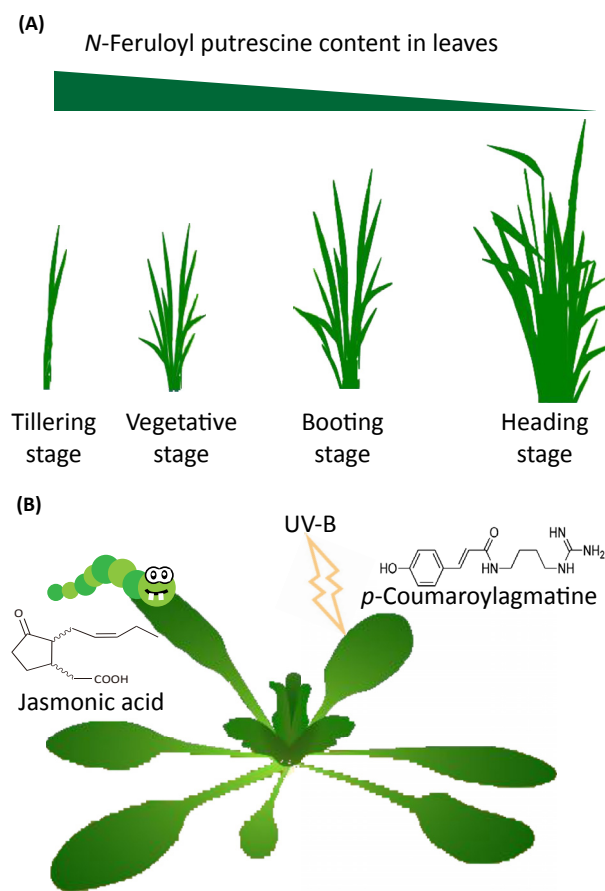 (A)
N-Feruloyl putrescine content in leaves
Tillering
stage
Vegetative
stage
Booting
stage
Heading
stage
(B)
UV-B
O
HO
NH
NH
NH
NH₂
p-Coumaroylagmatine
O
COOH
Jasmonic acid